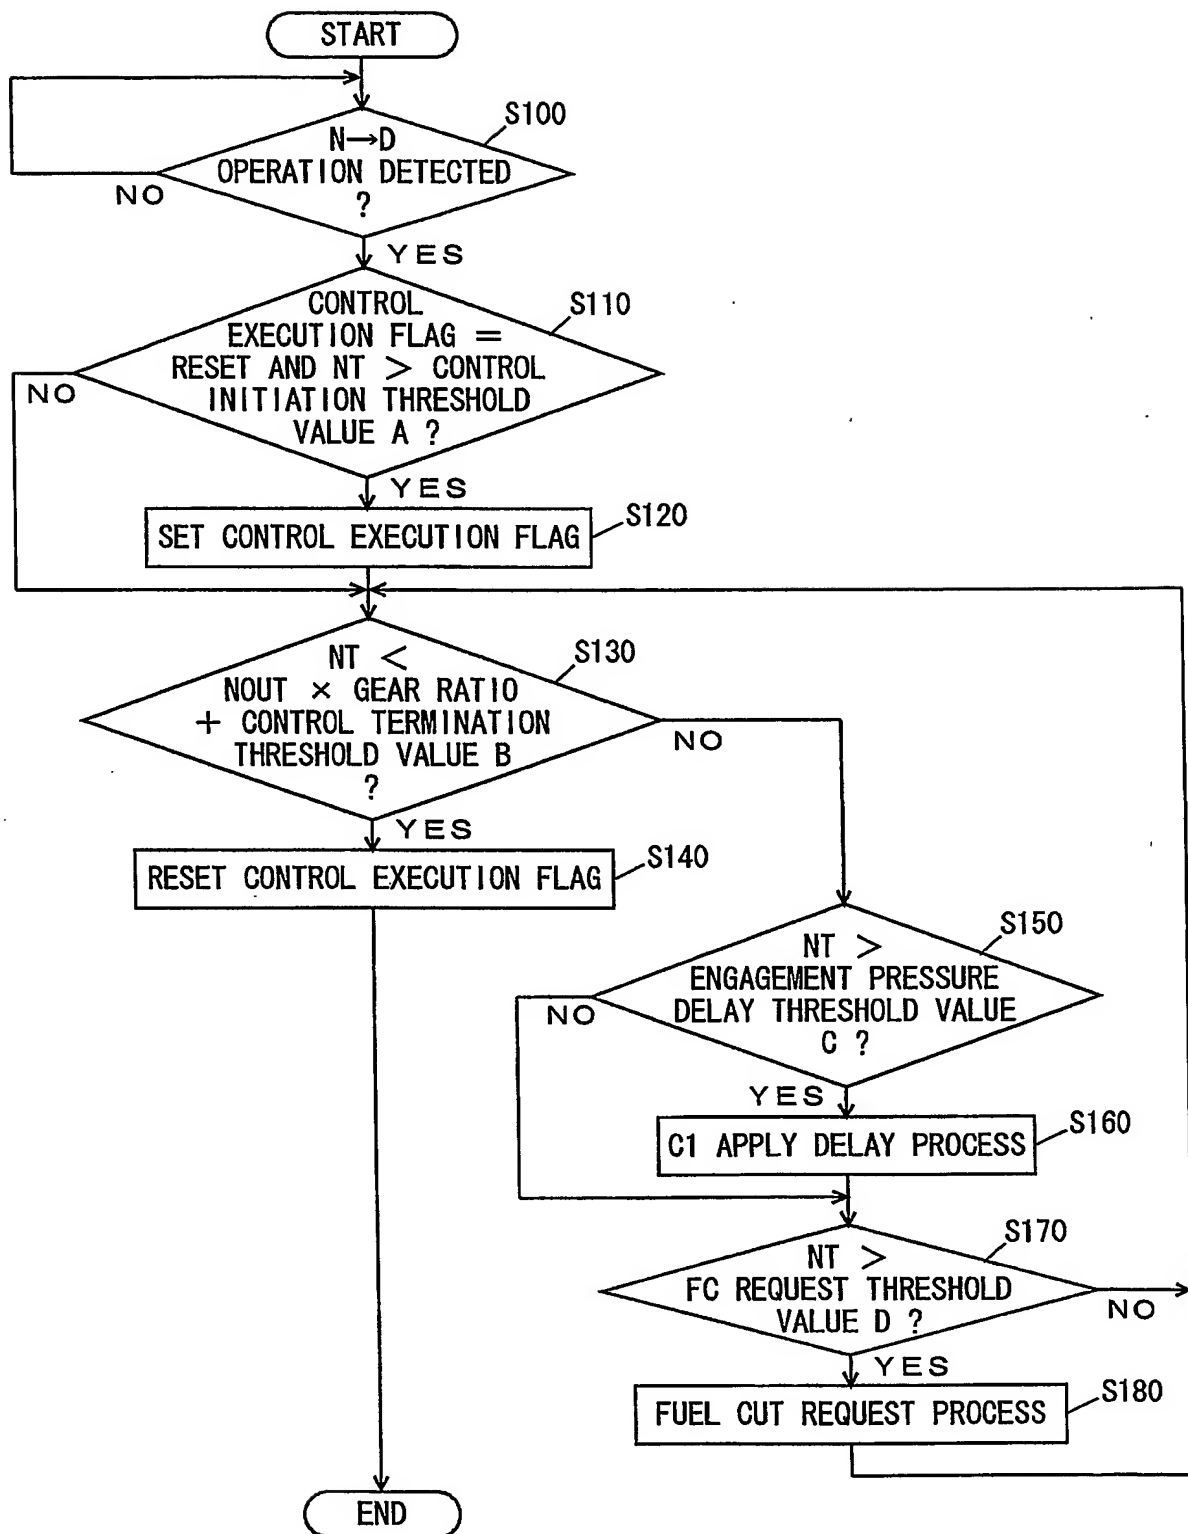 START
S100
N→D
OPERATION DETECTED
?
NO
YES
S110
CONTROL
EXECUTION FLAG =
RESET AND NT > CONTROL
INITIATION THRESHOLD
VALUE A ?
NO
YES
S120
SET CONTROL EXECUTION FLAG
S130
NT <
NOUT × GEAR RATIO
+ CONTROL TERMINATION
THRESHOLD VALUE B
?
NO
YES
S140
RESET CONTROL EXECUTION FLAG
S150
NT >
ENGAGEMENT PRESSURE
DELAY THRESHOLD VALUE
C ?
NO
YES
S160
C1 APPLY DELAY PROCESS
S170
NT >
FC REQUEST THRESHOLD
VALUE D ?
NO
YES
S180
FUEL CUT REQUEST PROCESS
END